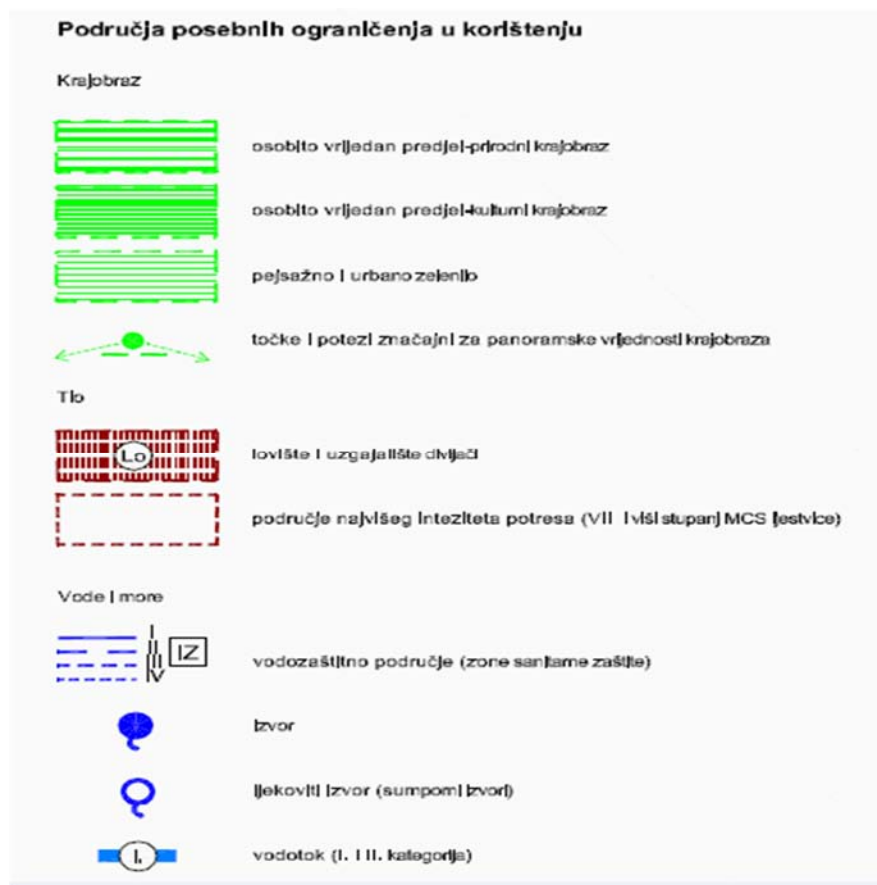 Područja posebnih ograničenja u korištenju
Krajobraz
osobito vrijedan predjel-prirodni krajobraz
osobito vrijedan predjel-kulturni krajobraz
pejsažno i urbano zelenilo
točke i potezi značajni za panoramske vrijednosti krajobraza
Tlo
Lo lovište i uzgajalište divljači
područje najvišeg inteziteta potresa (VII i viši stupanj MCS ljestvice)
Vode i more
I
II
III
IV
IZ
vodozaštitno područje (zone sanitarne zaštite)
Izvor
ljekoviti izvor (sumporni izvori)
I. vodotok (I. i II. kategorija)